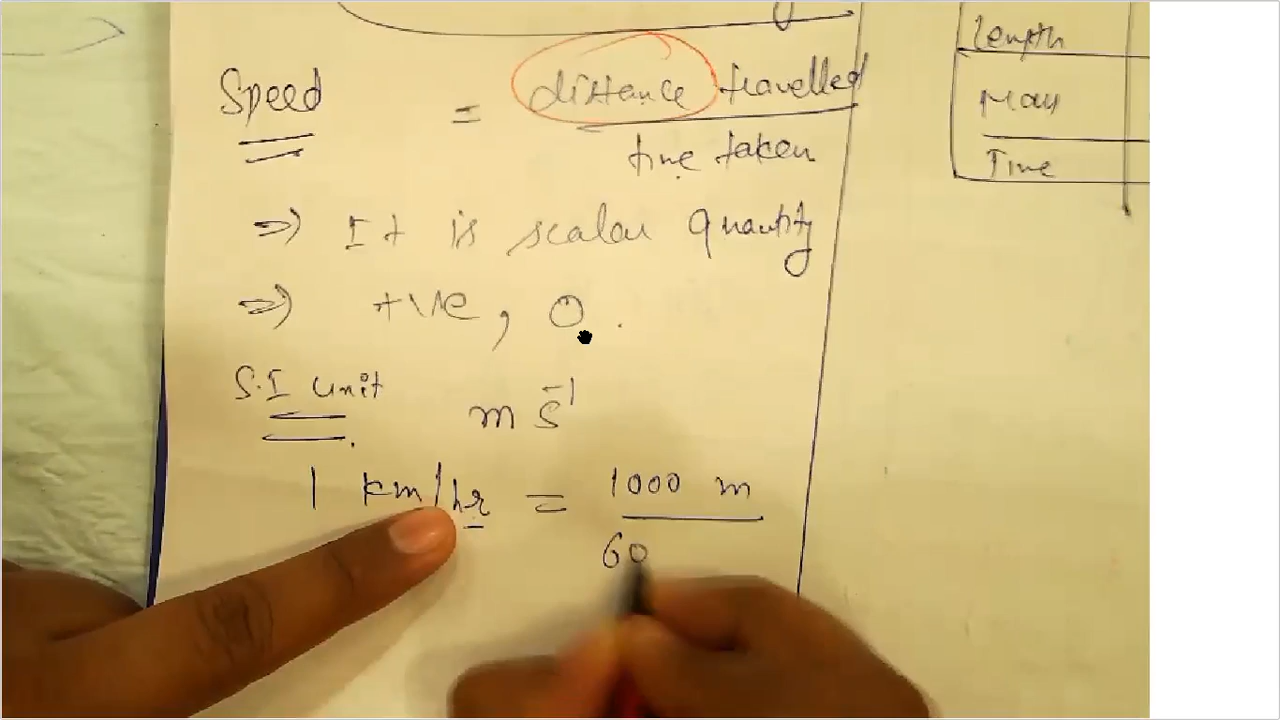 Speed = distance travelled
time taken
⇒ It is scalar quantity
⇒ +ve, 0.
S.I unit m s⁻¹
1 km/hr = 1000 m
60
Length
Mass
Time